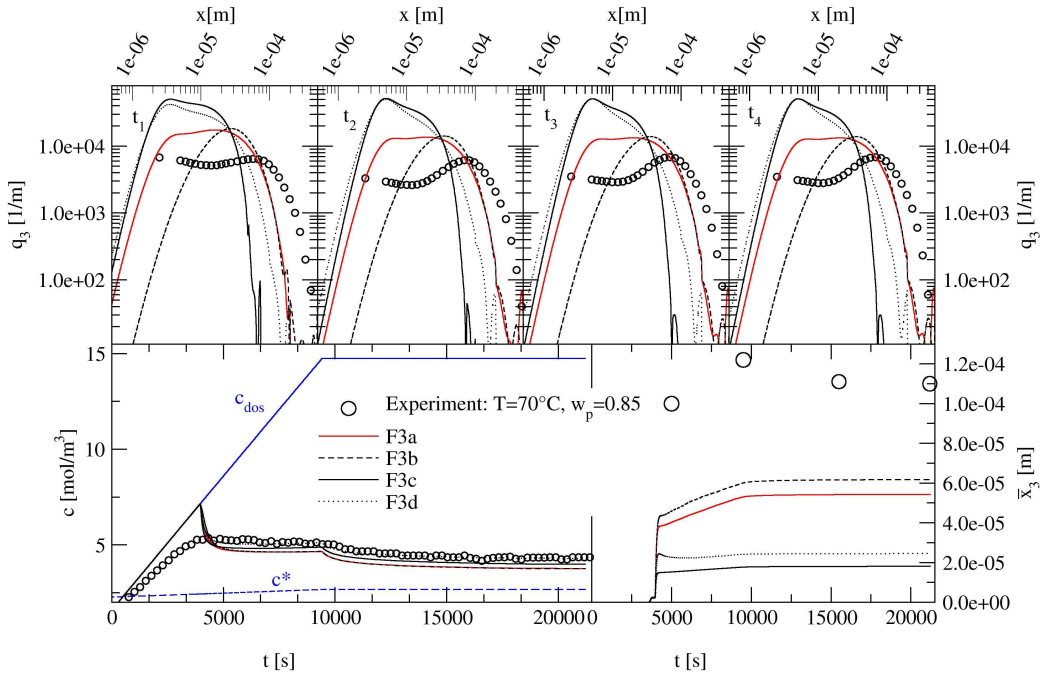 x[m] x [m] x [m] x [m]
1e-06 1e-05 1e-04 1e-06 1e-05 1e-04 1e-06 1e-05 1e-04 1e-06 1e-05 1e-04
t₁ t₂ t₃ t₄
1.0e+04 1.0e+04
1.0e+03 1.0e+03
1.0e+02 1.0e+02
q₃ [1/m] q₃ [1/m]
15 1.2e-04
c_dos
Experiment: T=70°C, w_p=0.85
1.0e-04
F3a
10 8.0e-05
F3b
c [mol/m³] x̅₃ [m]
F3c
6.0e-05
F3d
5 4.0e-05
2.0e-05
c*
0.0e+00
0 5000 10000 15000 20000 5000 10000 15000 20000
t [s] t [s]